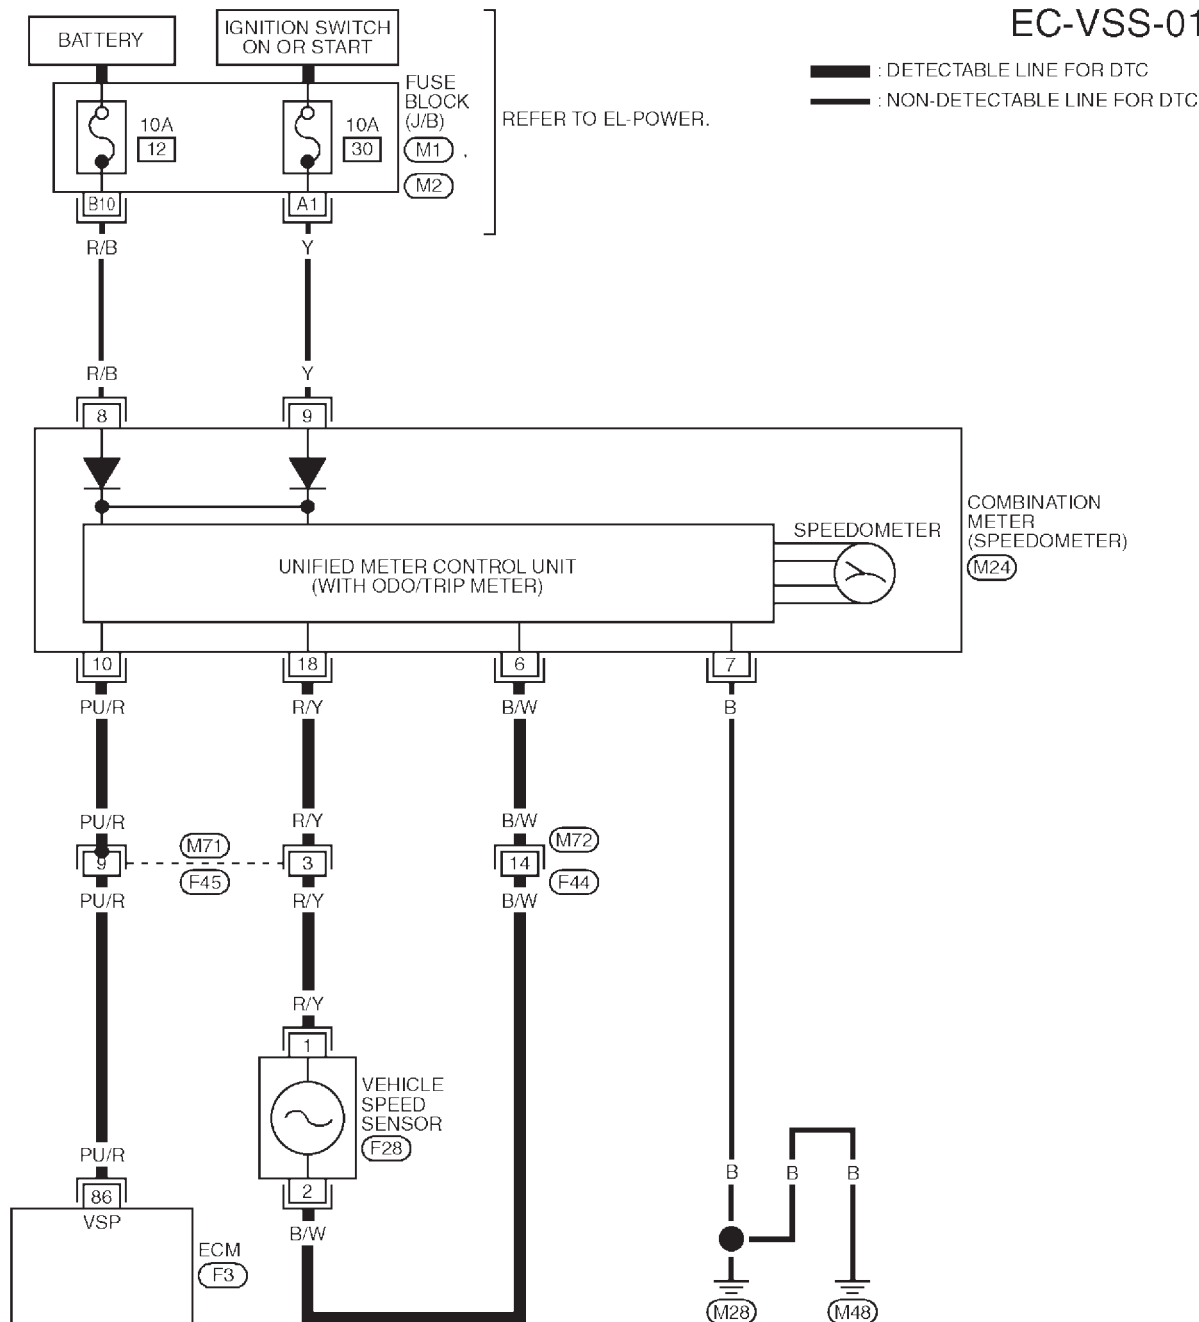 EC-VSS-01
BATTERY
IGNITION SWITCH
ON OR START
: DETECTABLE LINE FOR DTC
: NON-DETECTABLE LINE FOR DTC
FUSE
BLOCK
(J/B)
REFER TO EL-POWER.
10A
12
10A
30
M1 .
M2
B10
A1
R/B
Y
R/B
Y
8
9
COMBINATION
METER
(SPEEDOMETER)
M24
SPEEDOMETER
UNIFIED METER CONTROL UNIT
(WITH ODO/TRIP METER)
10
18
6
7
PU/R
R/Y
B/W
B
PU/R
R/Y
B/W
M71
M72
9
3
14
F45
F44
PU/R
R/Y
B/W
R/Y
1
VEHICLE
SPEED
SENSOR
F28
PU/R
B
B
B
86
2
VSP
B/W
ECM
F3
M28
M48